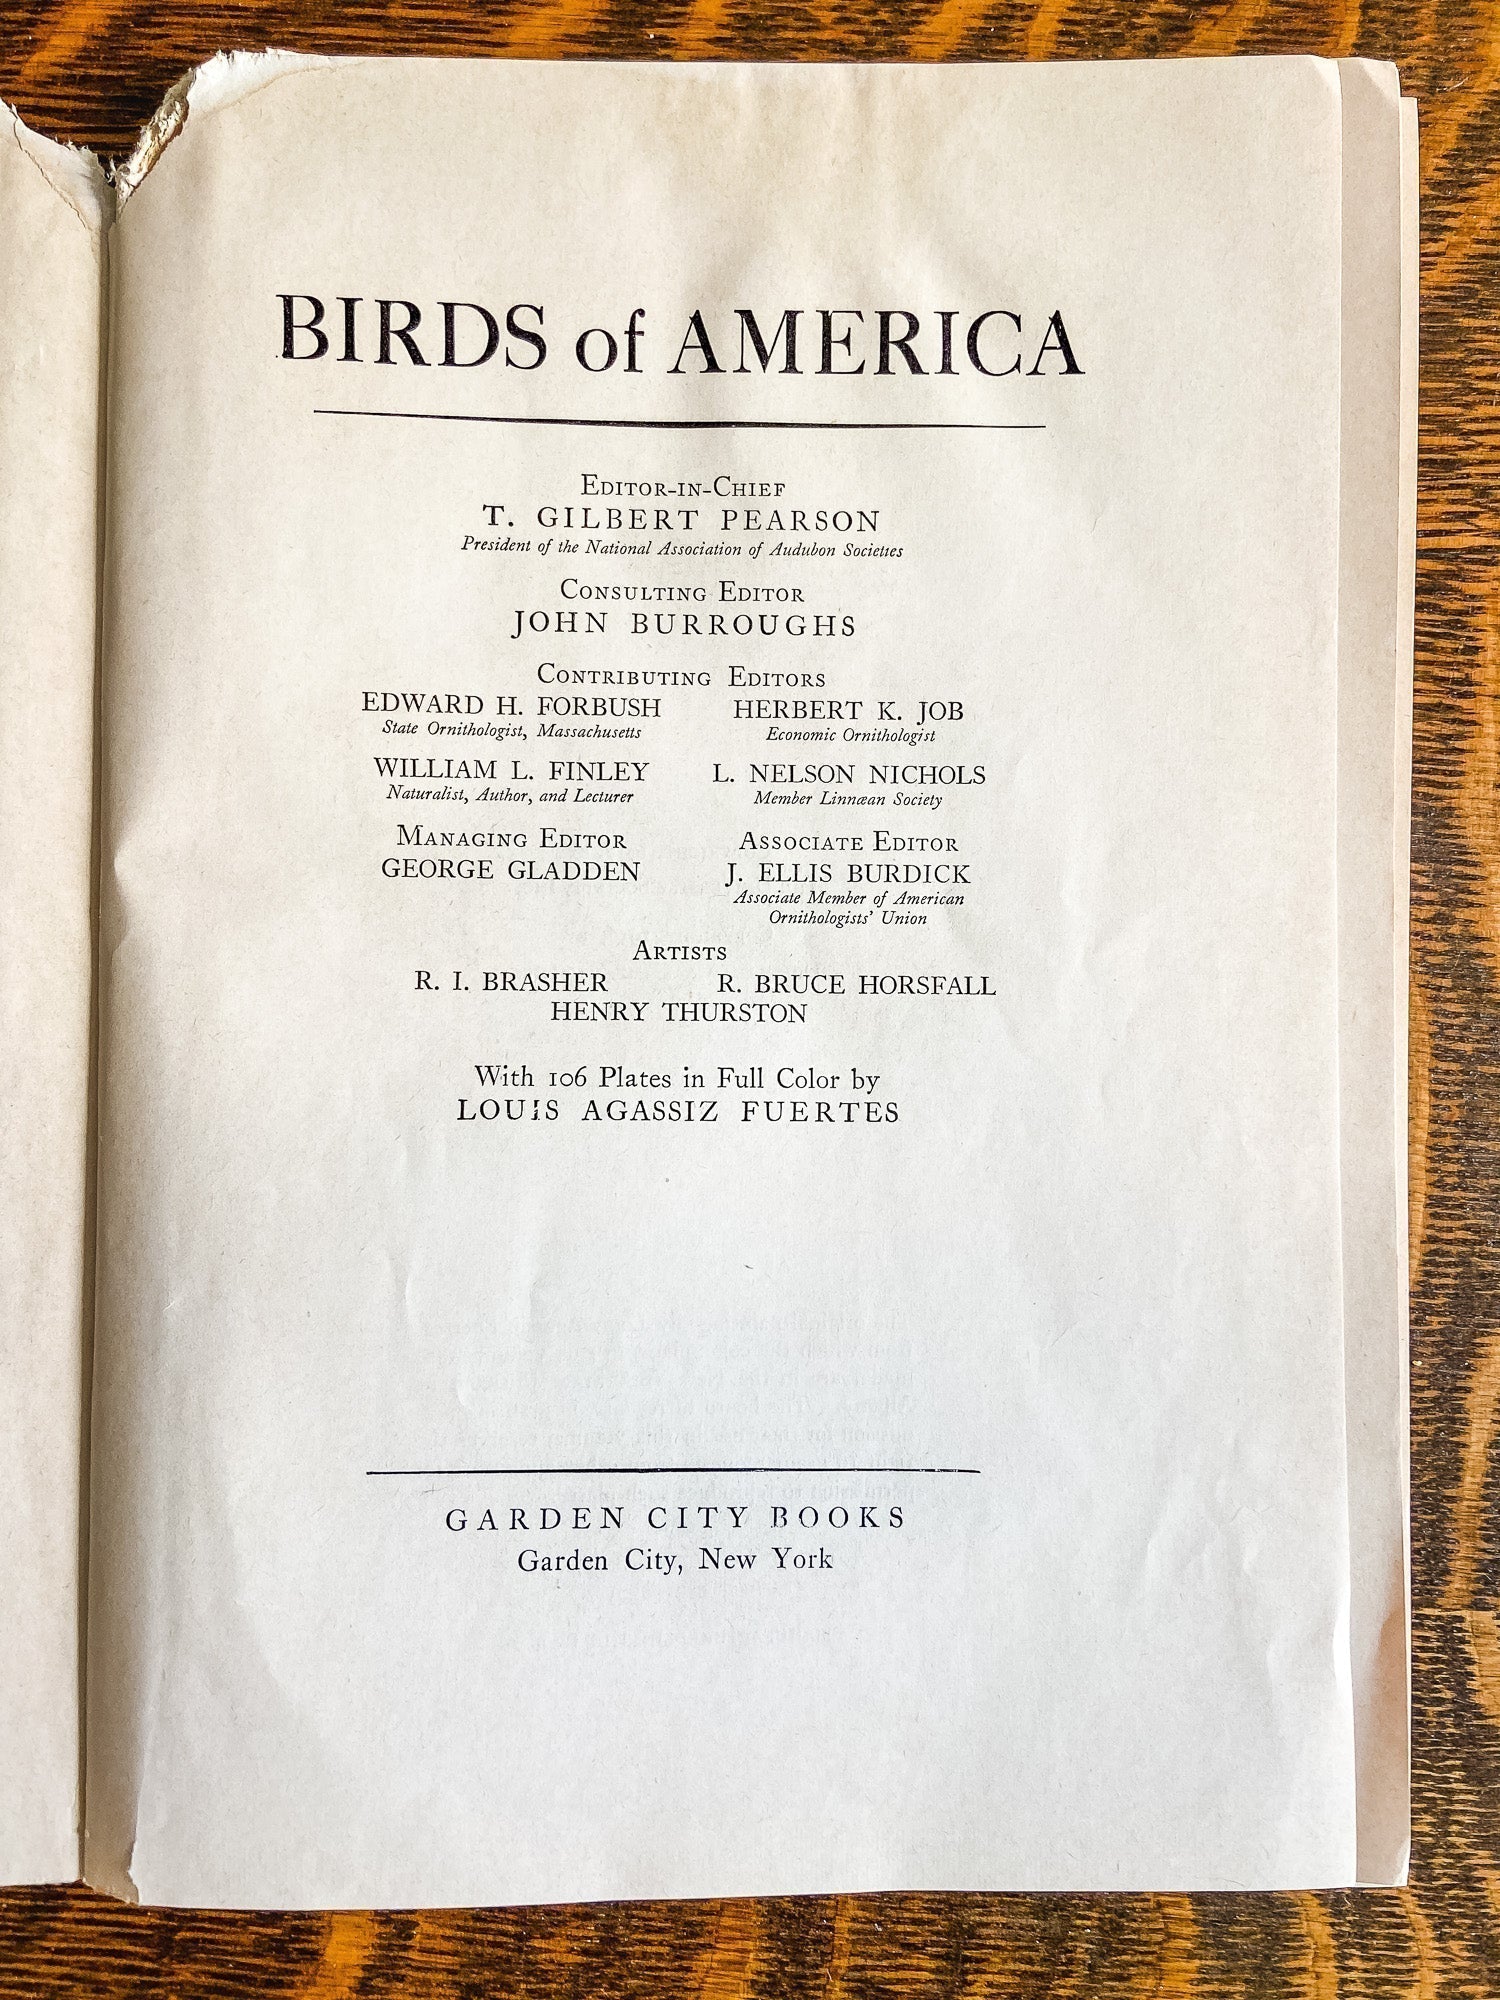 BIRDS of AMERICA
EDITOR-IN-CHIEF
T. GILBERT PEARSON
President of the National Association of Audubon Societies
CONSULTING EDITOR
JOHN BURROUGHS
CONTRIBUTING EDITORS
EDWARD H. FORBUSH
State Ornithologist, Massachusetts
HERBERT K. JOB
Economic Ornithologist
WILLIAM L. FINLEY
Naturalist, Author, and Lecturer
L. NELSON NICHOLS
Member Linnæan Society
MANAGING EDITOR
GEORGE GLADDEN
ASSOCIATE EDITOR
J. ELLIS BURDICK
Associate Member of American
Ornithologists' Union
ARTISTS
R. I. BRASHER R. BRUCE HORSFALL
HENRY THURSTON
With 106 Plates in Full Color by
LOUIS AGASSIZ FUERTES
GARDEN CITY BOOKS
Garden City, New York